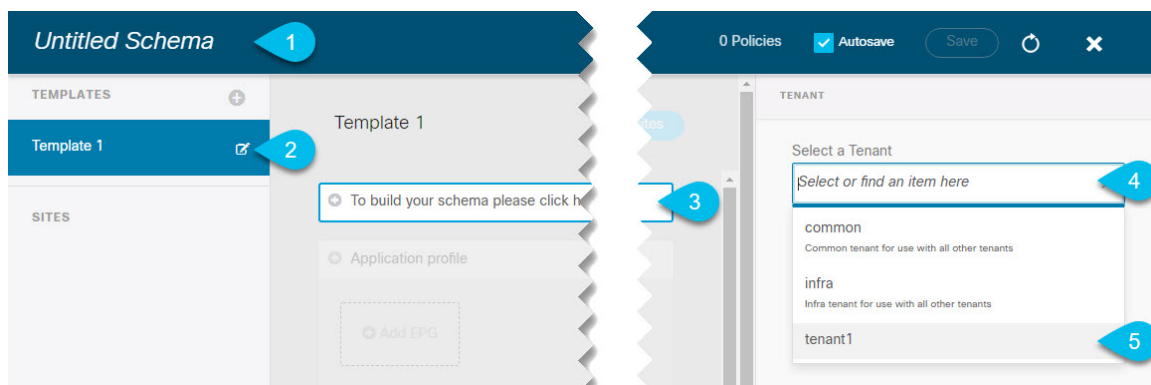 Untitled Schema
1
0 Policies
Autosave
Save
TEMPLATES
Template 1
2
SITES
Template 1
To build your schema please click h
3
Application profile
Add EPG
TENANT
Select a Tenant
Select or find an item here
4
common
Common tenant for use with all other tenants
infra
Infra tenant for use with all other tenants
tenant1
5